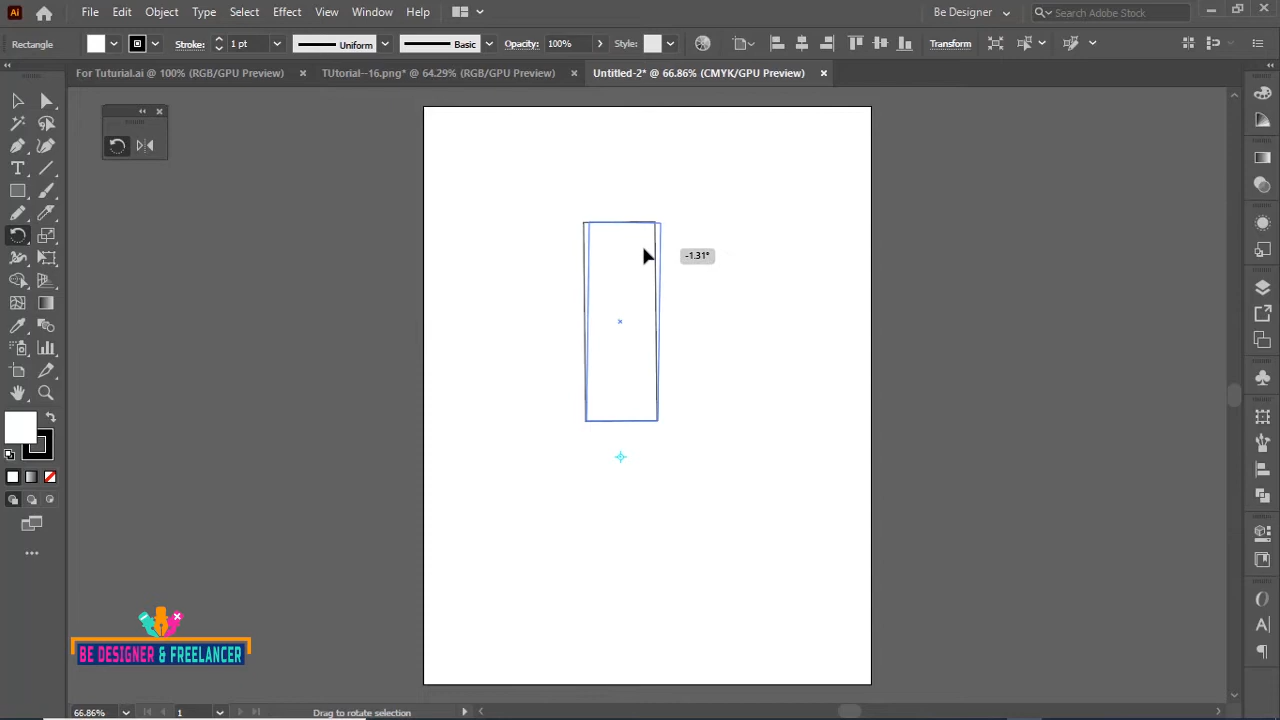 Ai File Edit Object Type Select Effect View Window Help Be Designer Search Adobe Stock
Rectangle Stroke: 1 pt Uniform Basic Opacity: 100% Style: Transform
For Tuturial.ai @ 100% (RGB/GPU Preview) TUtorial--16.png* @ 64.29% (RGB/GPU Preview) Untitled-2* @ 66.86% (CMYK/GPU Preview)
-1.31°
BE DESIGNER & FREELANCER
66.86% 1 Drag to rotate selection